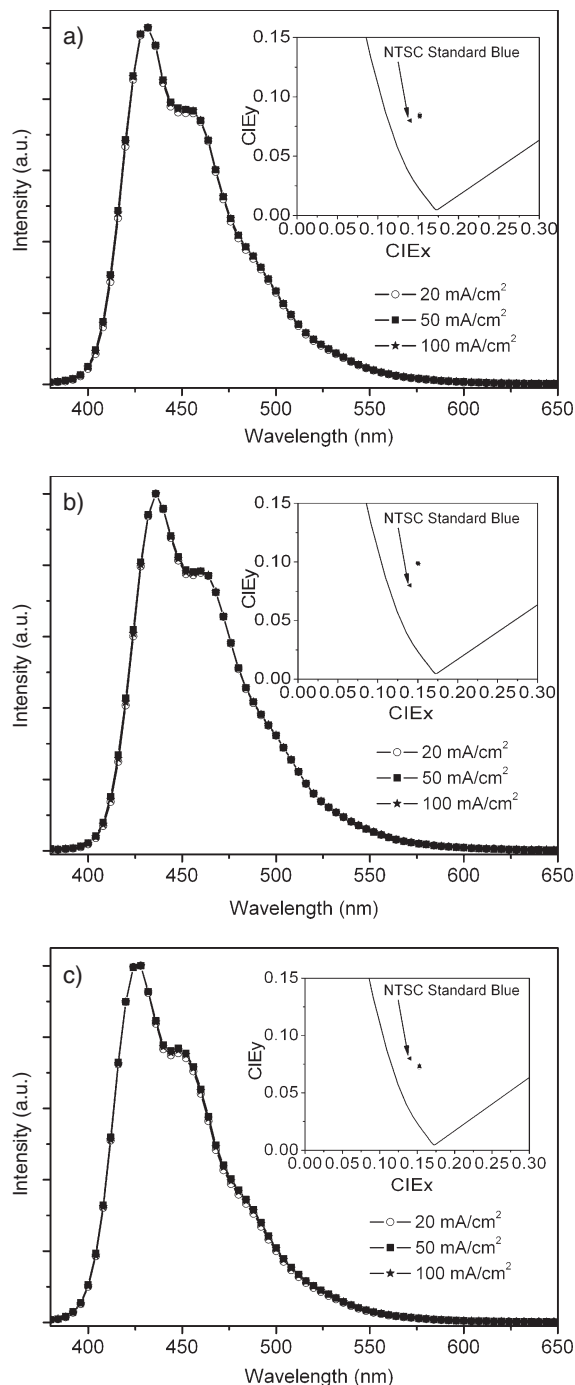 a)
NTSC Standard Blue
0.15
0.10
0.05
0.00
CIEy
0.00 0.05 0.10 0.15 0.20 0.25 0.30
CIEx
Intensity (a.u.)
20 mA/cm²
50 mA/cm²
100 mA/cm²
400 450 500 550 600 650
Wavelength (nm)
b)
NTSC Standard Blue
0.15
0.10
0.05
0.00
CIEy
0.00 0.05 0.10 0.15 0.20 0.25 0.30
CIEx
Intensity (a.u.)
20 mA/cm²
50 mA/cm²
100 mA/cm²
400 450 500 550 600 650
Wavelength (nm)
c)
NTSC Standard Blue
0.15
0.10
0.05
0.00
CIEy
0.00 0.05 0.10 0.15 0.20 0.25 0.30
CIEx
Intensity (a.u.)
20 mA/cm²
50 mA/cm²
100 mA/cm²
400 450 500 550 600 650
Wavelength (nm)